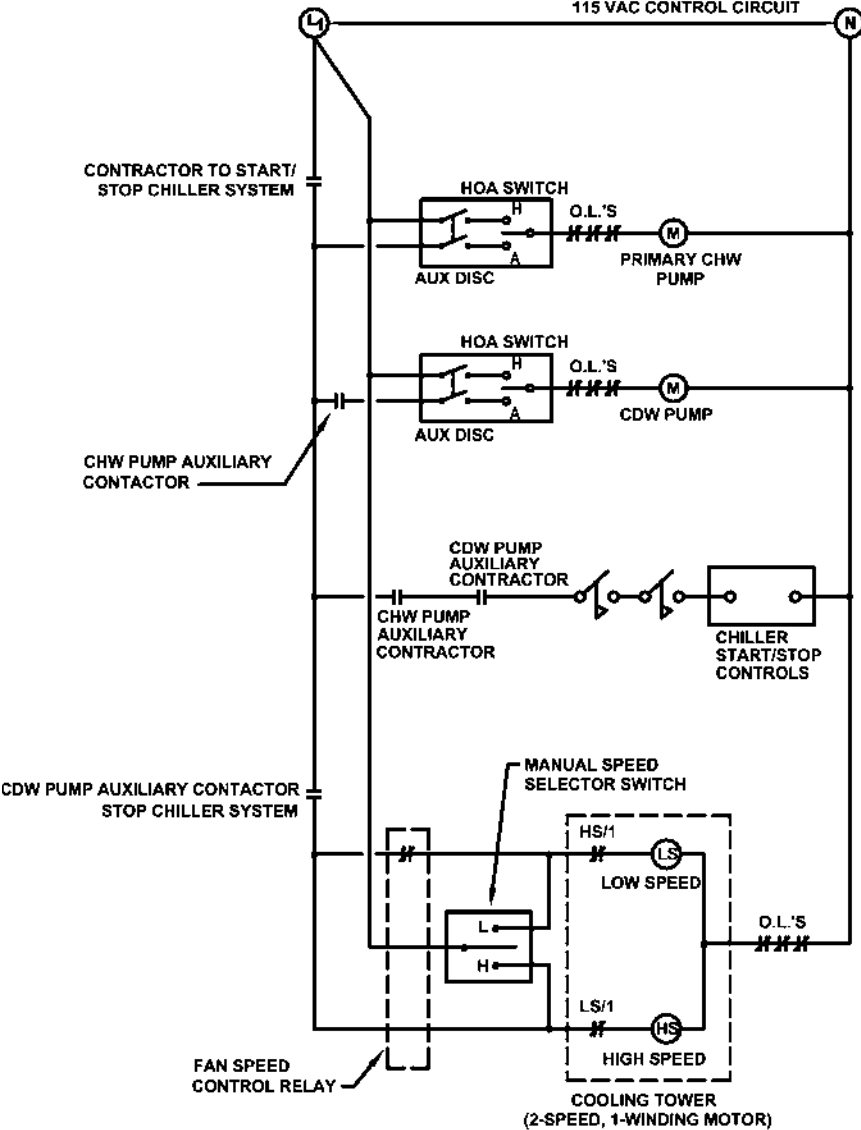 115 VAC CONTROL CIRCUIT
L1
N
CONTRACTOR TO START/
STOP CHILLER SYSTEM
HOA SWITCH
H
A
O.L.'S
M
AUX DISC
PRIMARY CHW
PUMP
HOA SWITCH
H
A
O.L.'S
M
AUX DISC
CDW PUMP
CHW PUMP AUXILIARY
CONTACTOR
CDW PUMP
AUXILIARY
CONTRACTOR
CHW PUMP
AUXILIARY
CONTRACTOR
CHILLER
START/STOP
CONTROLS
CDW PUMP AUXILIARY CONTACTOR
STOP CHILLER SYSTEM
MANUAL SPEED
SELECTOR SWITCH
HS/1
LS
LOW SPEED
L
H
O.L.'S
LS/1
HS
HIGH SPEED
FAN SPEED
CONTROL RELAY
COOLING TOWER
(2-SPEED, 1-WINDING MOTOR)